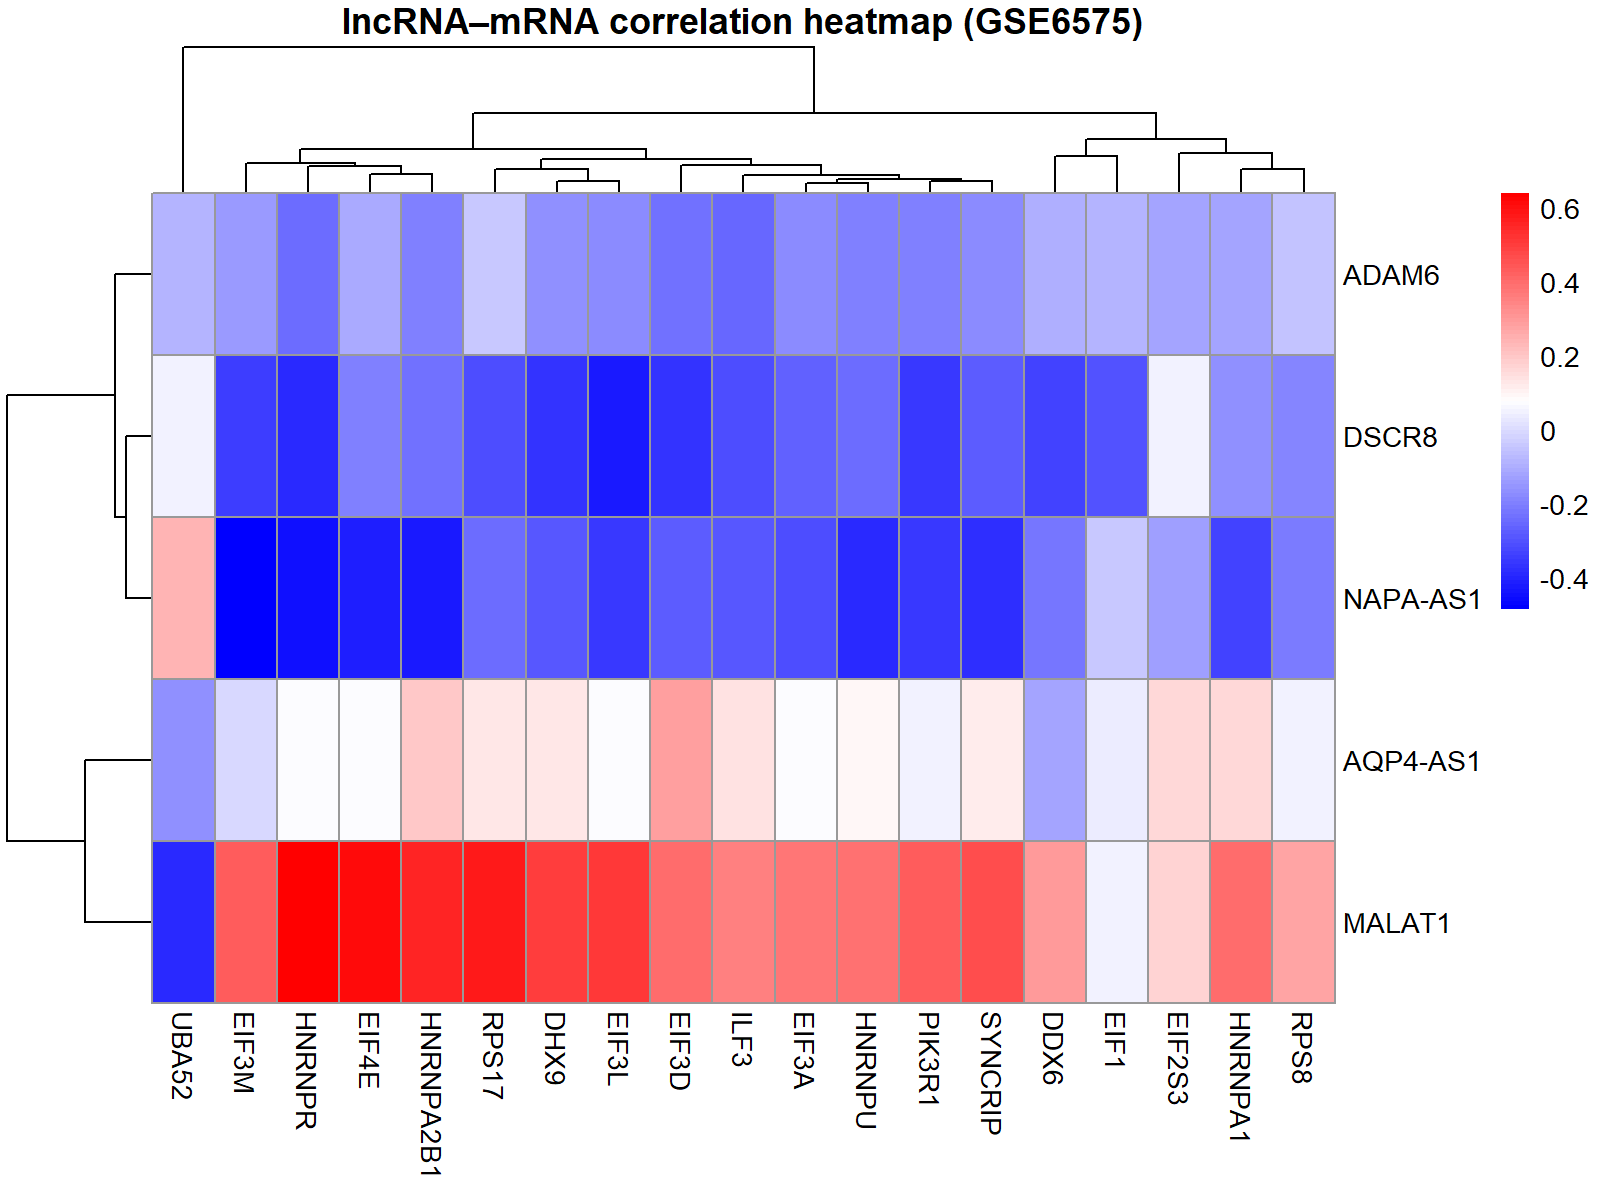 lncRNA–mRNA correlation heatmap (GSE6575)
0.6
0.4
0.2
0
-0.2
-0.4
ADAM6
DSCR8
NAPA-AS1
AQP4-AS1
MALAT1
UBA52
EIF3M
HNRNPR
EIF4E
HNRNPA2B1
RPS17
DHX9
EIF3L
EIF3D
ILF3
EIF3A
HNRNPU
PIK3R1
SYNCRIP
DDX6
EIF1
EIF2S3
HNRNPA1
RPS8